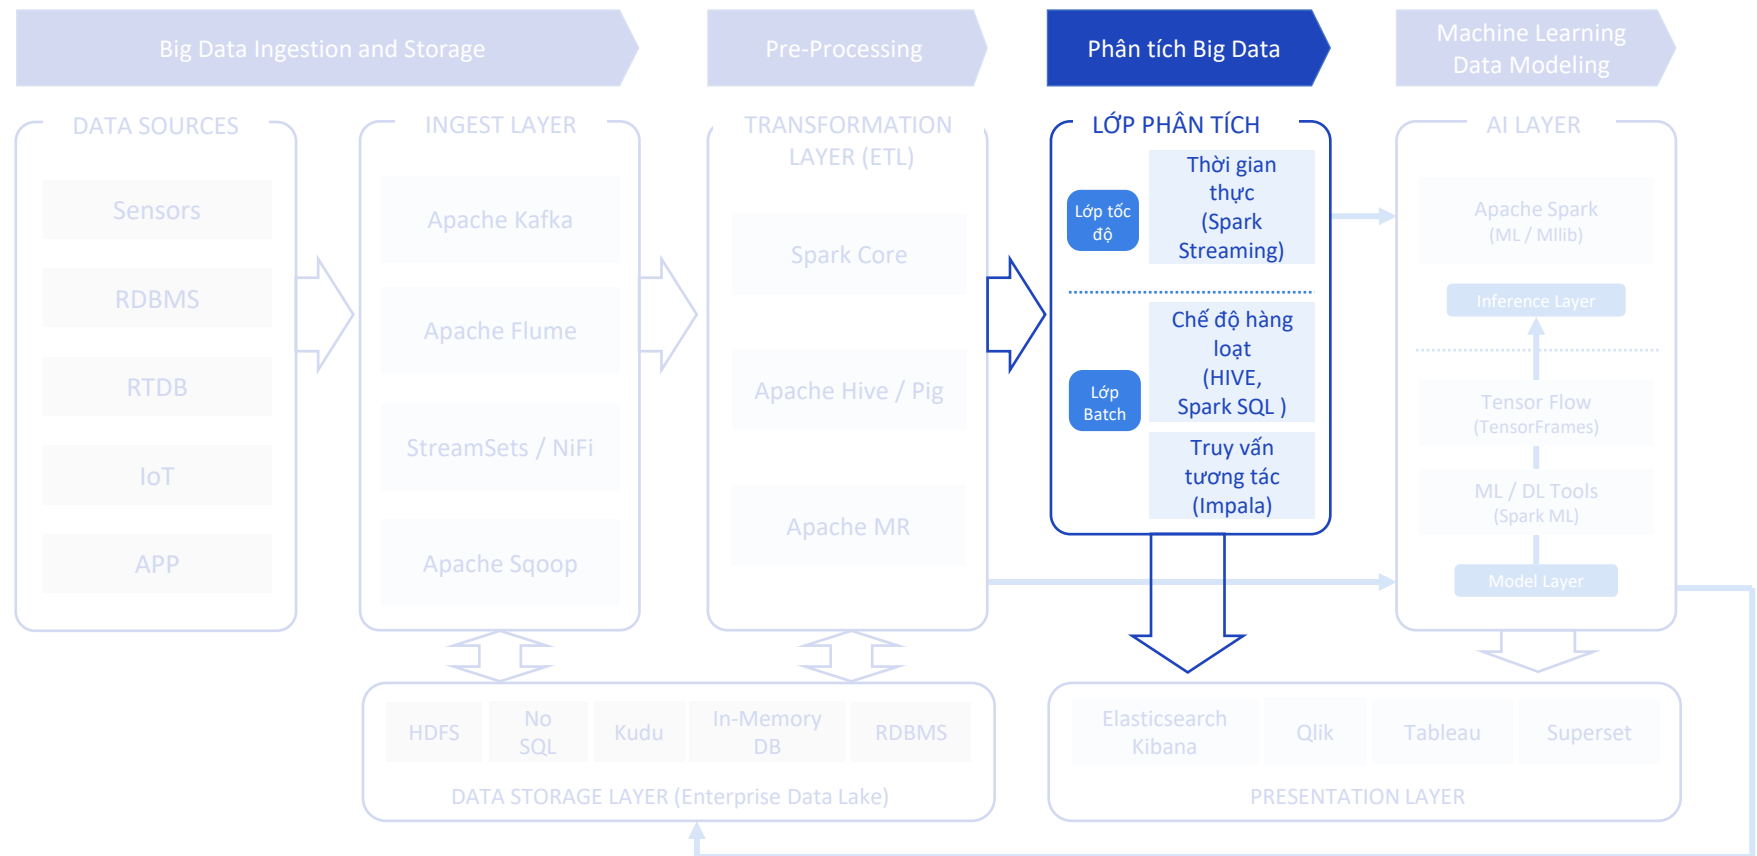 Big Data Ingestion and Storage
Pre-Processing
Phân tích Big Data
Machine Learning
Data Modeling
DATA SOURCES
Sensors
RDBMS
RTDB
IoT
APP
INGEST LAYER
Apache Kafka
Apache Flume
StreamSets / NiFi
Apache Sqoop
TRANSFORMATION
LAYER (ETL)
Spark Core
Apache Hive / Pig
Apache MR
LỚP PHÂN TÍCH
Lớp tốc
độ
Thời gian
thực
(Spark
Streaming)
Lớp
Batch
Chế độ hàng
loạt
(HIVE,
Spark SQL )
Truy vấn
tương tác
(Impala)
AI LAYER
Apache Spark
(ML / Mllib)
Inference Layer
Tensor Flow
(TensorFrames)
ML / DL Tools
(Spark ML)
Model Layer
HDFS
No
SQL
Kudu
In-Memory
DB
RDBMS
DATA STORAGE LAYER (Enterprise Data Lake)
Elasticsearch
Kibana
Qlik
Tableau
Superset
PRESENTATION LAYER